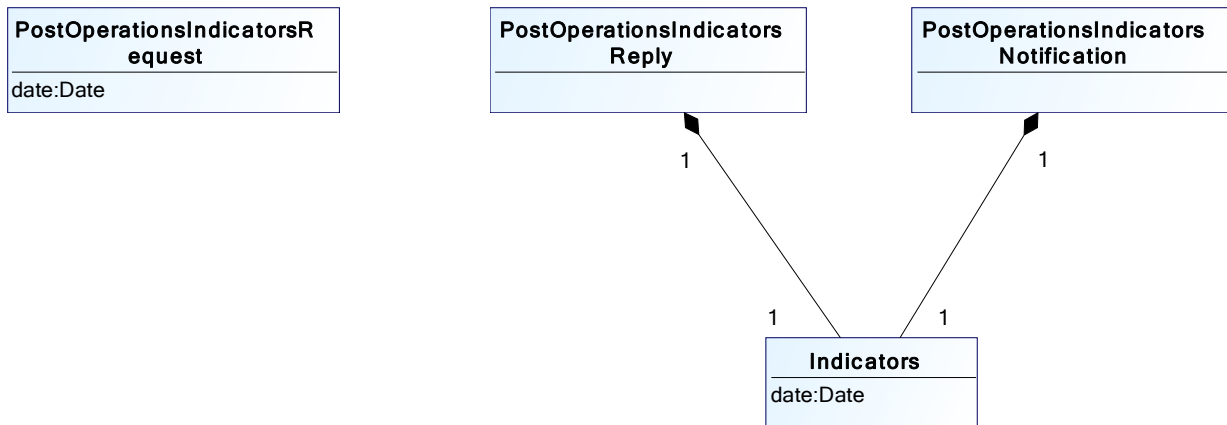 PostOperationsIndicatorsR
equest
date:Date
PostOperationsIndicators
Reply
PostOperationsIndicators
Notification
1
1
1
1
Indicators
date:Date